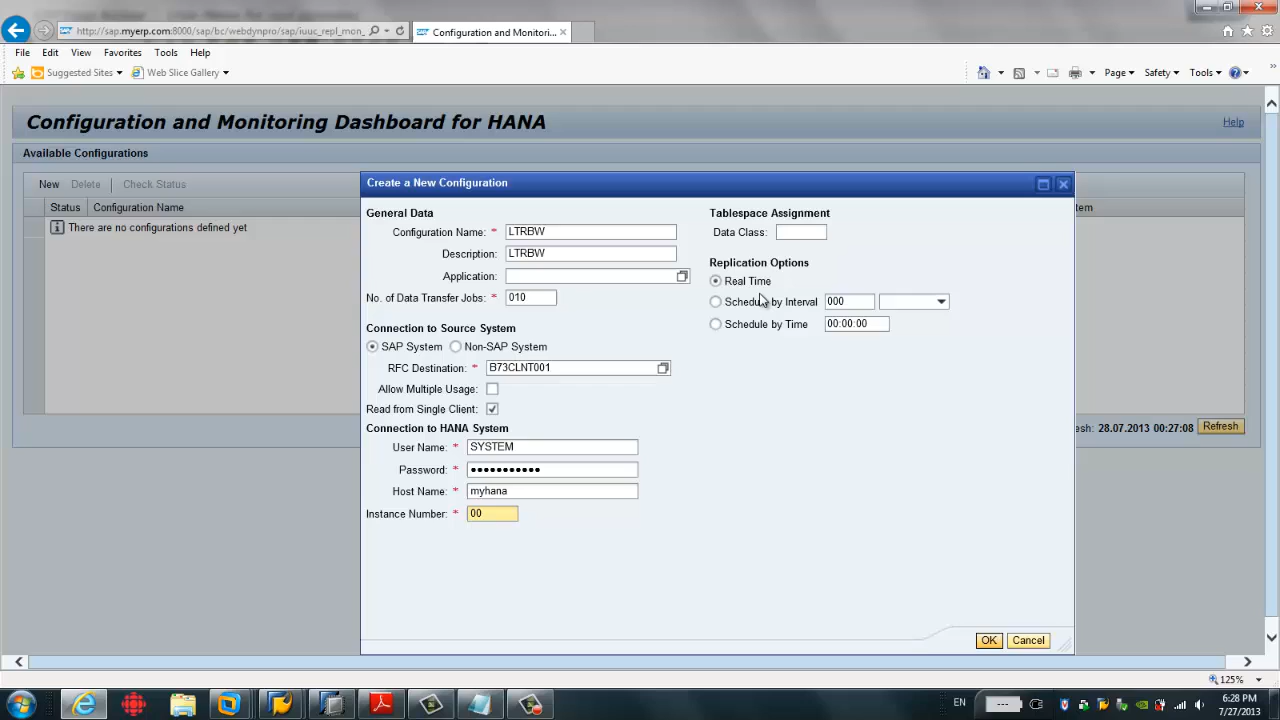 http://sap.myerp.com:8000/sap/bc/webdynpro/sap/iuuc_repl_mon_
Configuration and Monitori...
File Edit View Favorites Tools Help
Suggested Sites Web Slice Gallery
Page Safety Tools
Configuration and Monitoring Dashboard for HANA
Help
Available Configurations
New Delete Check Status
Status Configuration Name
There are no configurations defined yet
Create a New Configuration
General Data
Configuration Name: * LTRBW
Description: LTRBW
Application:
No. of Data Transfer Jobs: * 010
Connection to Source System
SAP System Non-SAP System
RFC Destination: * B73CLNT001
Allow Multiple Usage:
Read from Single Client:
Connection to HANA System
User Name: * SYSTEM
Password: * •••••••••••
Host Name: * myhana
Instance Number: * 00
Tablespace Assignment
Data Class:
Replication Options
Real Time
Schedule by Interval 000
Schedule by Time 00:00:00
OK Cancel
em
esh: 28.07.2013 00:27:08 Refresh
125%
EN
---
6:28 PM
7/27/2013